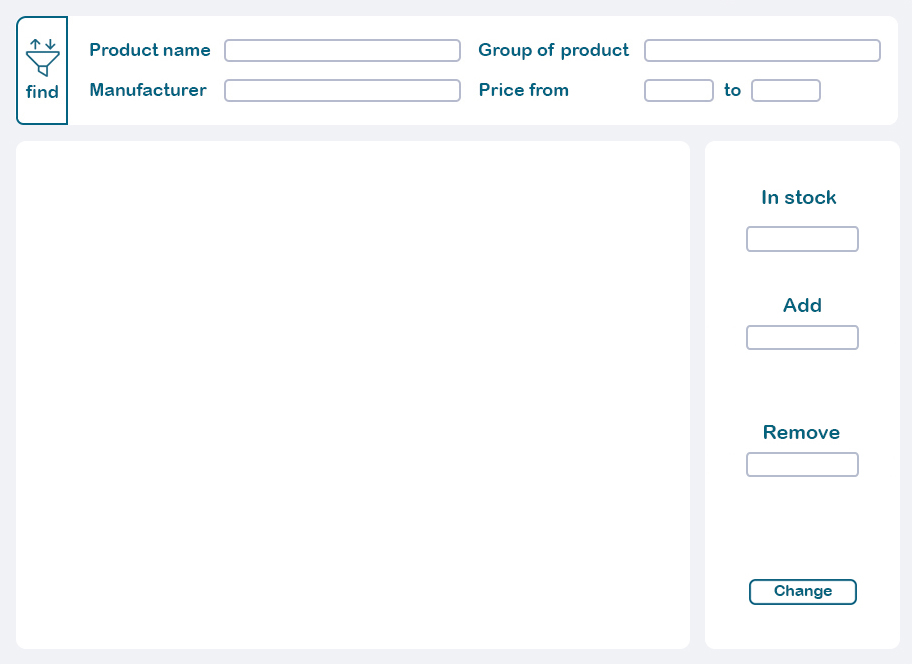 Product name
Group of product
find
Manufacturer
Price from
to
In stock
Add
Remove
Change